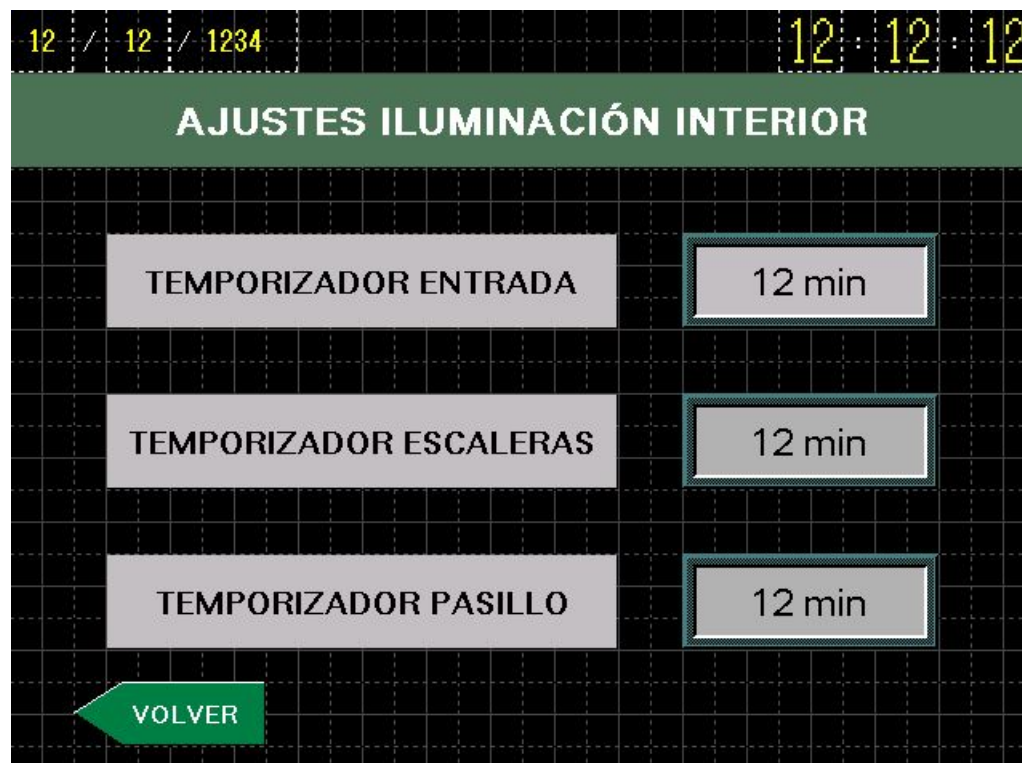 12 / 12 / 1234 12 : 12 : 12
AJUSTES ILUMINACIóN INTERIOR
TEMPORIZADOR ENTRADA 12 min
TEMPORIZADOR ESCALERAS 12 min
TEMPORIZADOR PASILLO 12 min
VOLVER